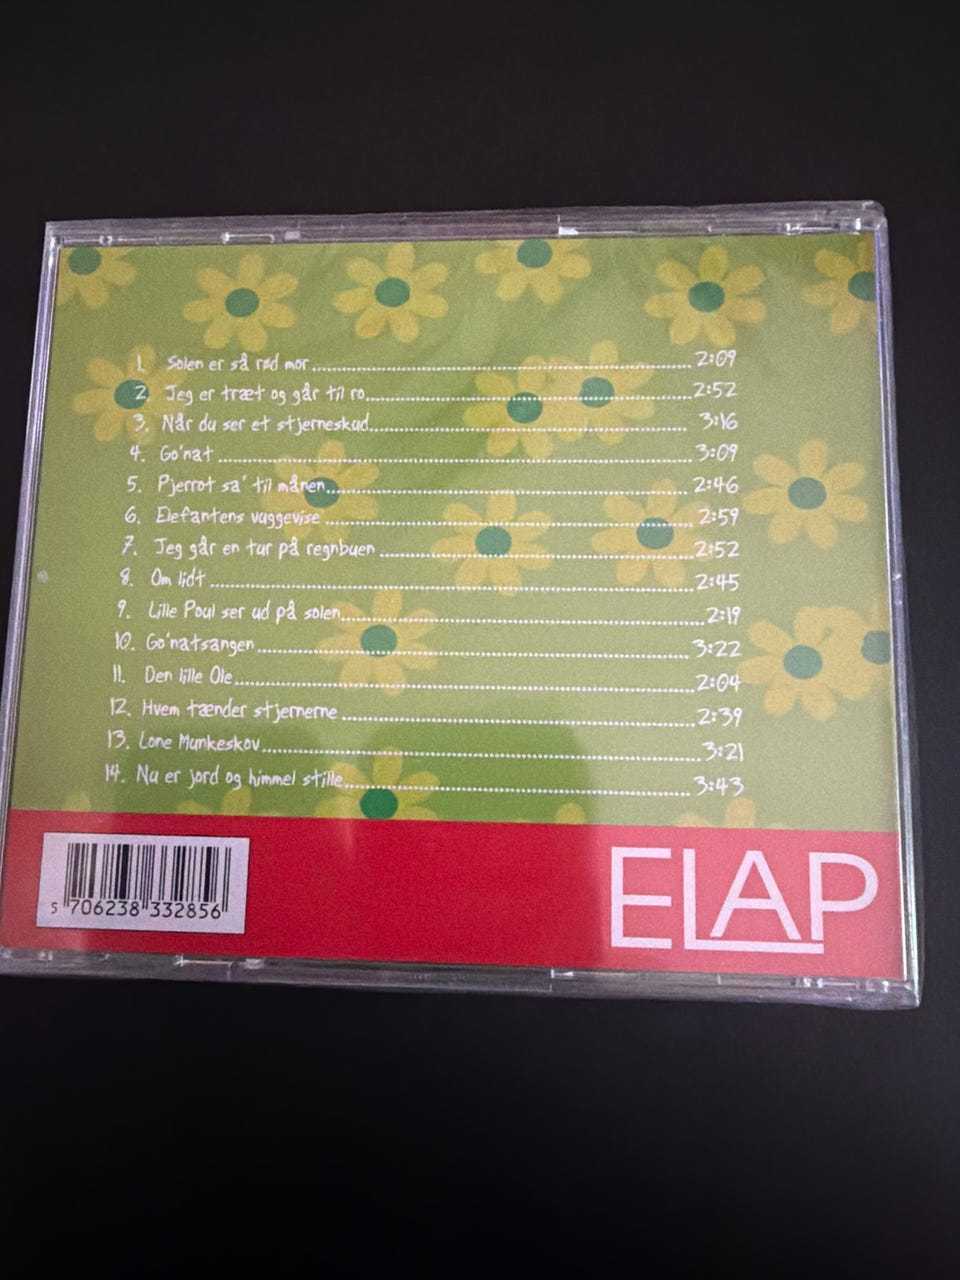 1. Solen er så rød mor 2:09
2. Jeg er træt og går til ro 2:52
3. Når du ser et stjerneskud 3:16
4. Go'nat 3:09
5. Pjerrot sa' til månen 2:46
6. Elefantens vuggevise 2:59
7. Jeg går en tur på regnbuen 2:52
8. Om lidt 2:45
9. Lille Poul ser ud på solen 2:19
10. Go'natsangen 3:22
11. Den lille Ole 2:04
12. Hvem tænder stjernerne 2:39
13. Lone Munkeskov 3:21
14. Nu er jord og himmel stille 3:43
5 706238 332856
ELAP